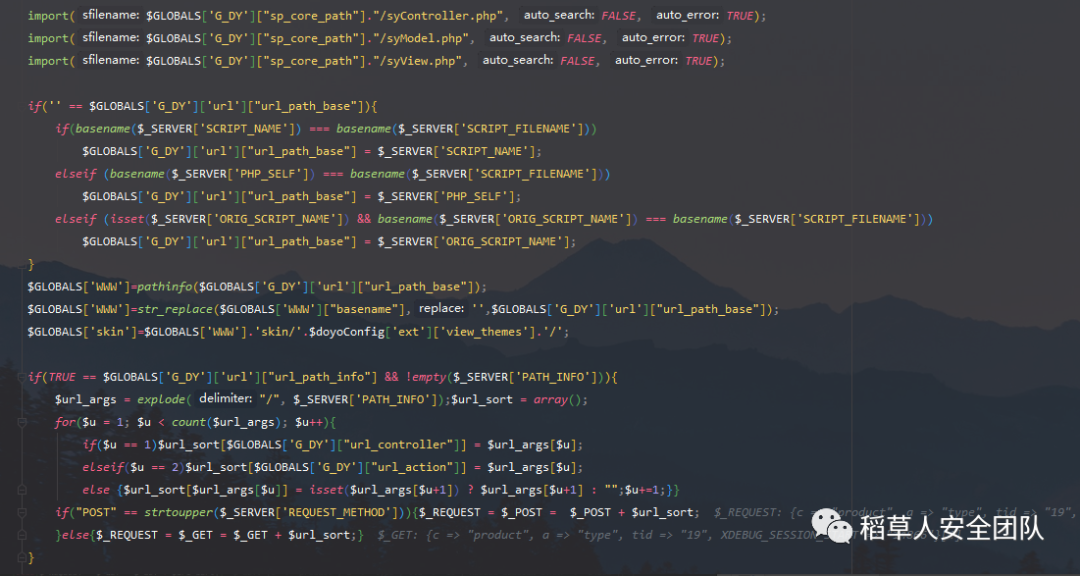 import( sfilename: $GLOBALS['G_DY']["sp_core_path"]."/syController.php", auto_search: FALSE, auto_error: TRUE);
import( sfilename: $GLOBALS['G_DY']["sp_core_path"]."/syModel.php", auto_search: FALSE, auto_error: TRUE);
import( sfilename: $GLOBALS['G_DY']["sp_core_path"]."/syView.php", auto_search: FALSE, auto_error: TRUE);
if('' == $GLOBALS['G_DY']['url']["url_path_base"]){
if(basename($_SERVER['SCRIPT_NAME']) === basename($_SERVER['SCRIPT_FILENAME']))
$GLOBALS['G_DY']['url']["url_path_base"] = $_SERVER['SCRIPT_NAME'];
elseif (basename($_SERVER['PHP_SELF']) === basename($_SERVER['SCRIPT_FILENAME']))
$GLOBALS['G_DY']['url']["url_path_base"] = $_SERVER['PHP_SELF'];
elseif (isset($_SERVER['ORIG_SCRIPT_NAME']) && basename($_SERVER['ORIG_SCRIPT_NAME']) === basename($_SERVER['SCRIPT_FILENAME']))
$GLOBALS['G_DY']['url']["url_path_base"] = $_SERVER['ORIG_SCRIPT_NAME'];
}
$GLOBALS['WWW']=pathinfo($GLOBALS['G_DY']['url']["url_path_base"]);
$GLOBALS['WWW']=str_replace($GLOBALS['WWW']["basename"], replace: '',$GLOBALS['G_DY']['url']["url_path_base"]);
$GLOBALS['skin']=$GLOBALS['WWW'].'skin/'.$doyoConfig['ext']['view_themes'].'/';
if(TRUE == $GLOBALS['G_DY']['url']["url_path_info"] && !empty($_SERVER['PATH_INFO'])){
$url_args = explode( delimiter: "/", $_SERVER['PATH_INFO']);$url_sort = array();
for($u = 1; $u < count($url_args); $u++){
if($u == 1)$url_sort[$GLOBALS['G_DY']["url_controller"]] = $url_args[$u];
elseif($u == 2)$url_sort[$GLOBALS['G_DY']["url_action"]] = $url_args[$u];
else {$url_sort[$url_args[$u]] = isset($url_args[$u+1]) ? $url_args[$u+1] : "";$u+=1;}}
if("POST" == strtoupper($_SERVER['REQUEST_METHOD'])){$_REQUEST = $_POST = $_POST + $url_sort; $_REQUEST: {c => "product", a => "type", tid => "19",
}else{$_REQUEST = $_GET = $_GET + $url_sort;} $_GET: {c => "product", a => "type", tid => "19", XDEBUG_SESSION_
}
稻草人安全团队